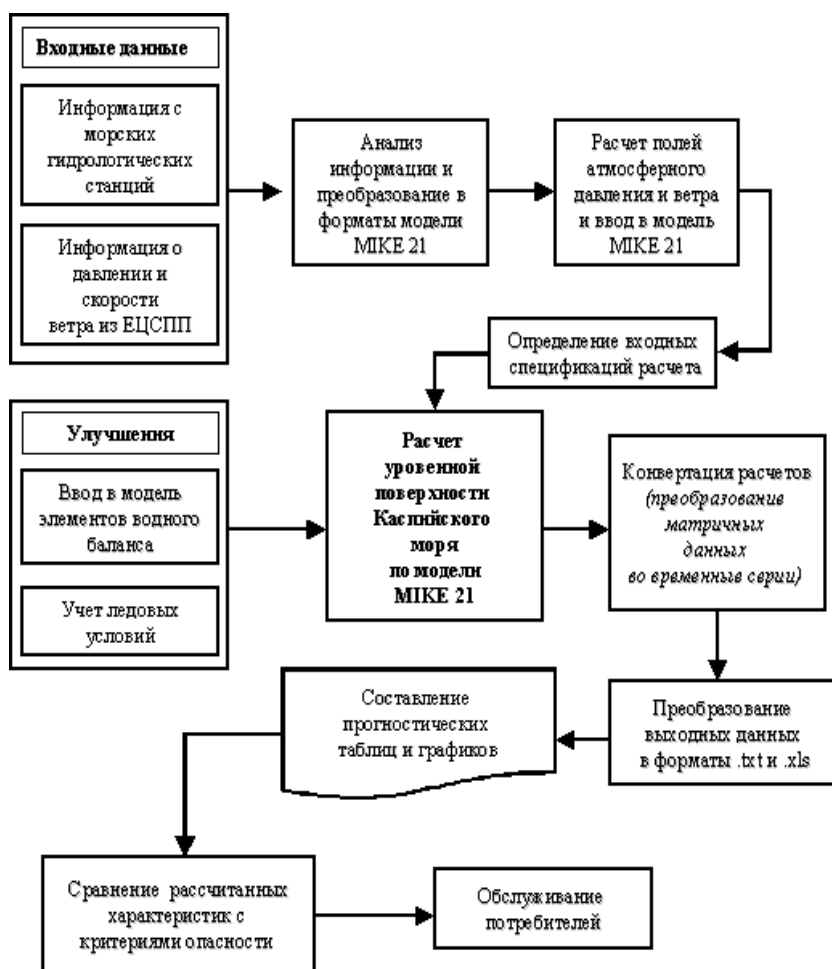 Входные данные
Информация с
морских
гидрологических
станций
Информация о
давлении и
скорости
ветра из ЕЦСПП
Анализ
информации и
преобразование в
форматы модели
MIKE 21
Расчет полей
атмосферного
давления и ветра
и ввод в модель
MIKE 21
Определение входных
спецификаций расчета
Улучшения
Ввод в модель
элементов водного
баланса
Учет ледовых
условий
Расчет
уровенной
поверхности
Каспийского
моря
по модели
MIKE 21
Конвертация расчетов
(преобразование
матричных
данных
во временные серии)
Преобразование
выходных данных
в форматы .txt и .xls
Составление
прогностических
таблиц и графиков
Сравнение рассчитанных
характеристик с
критериями опасности
Обслуживание
потребителей